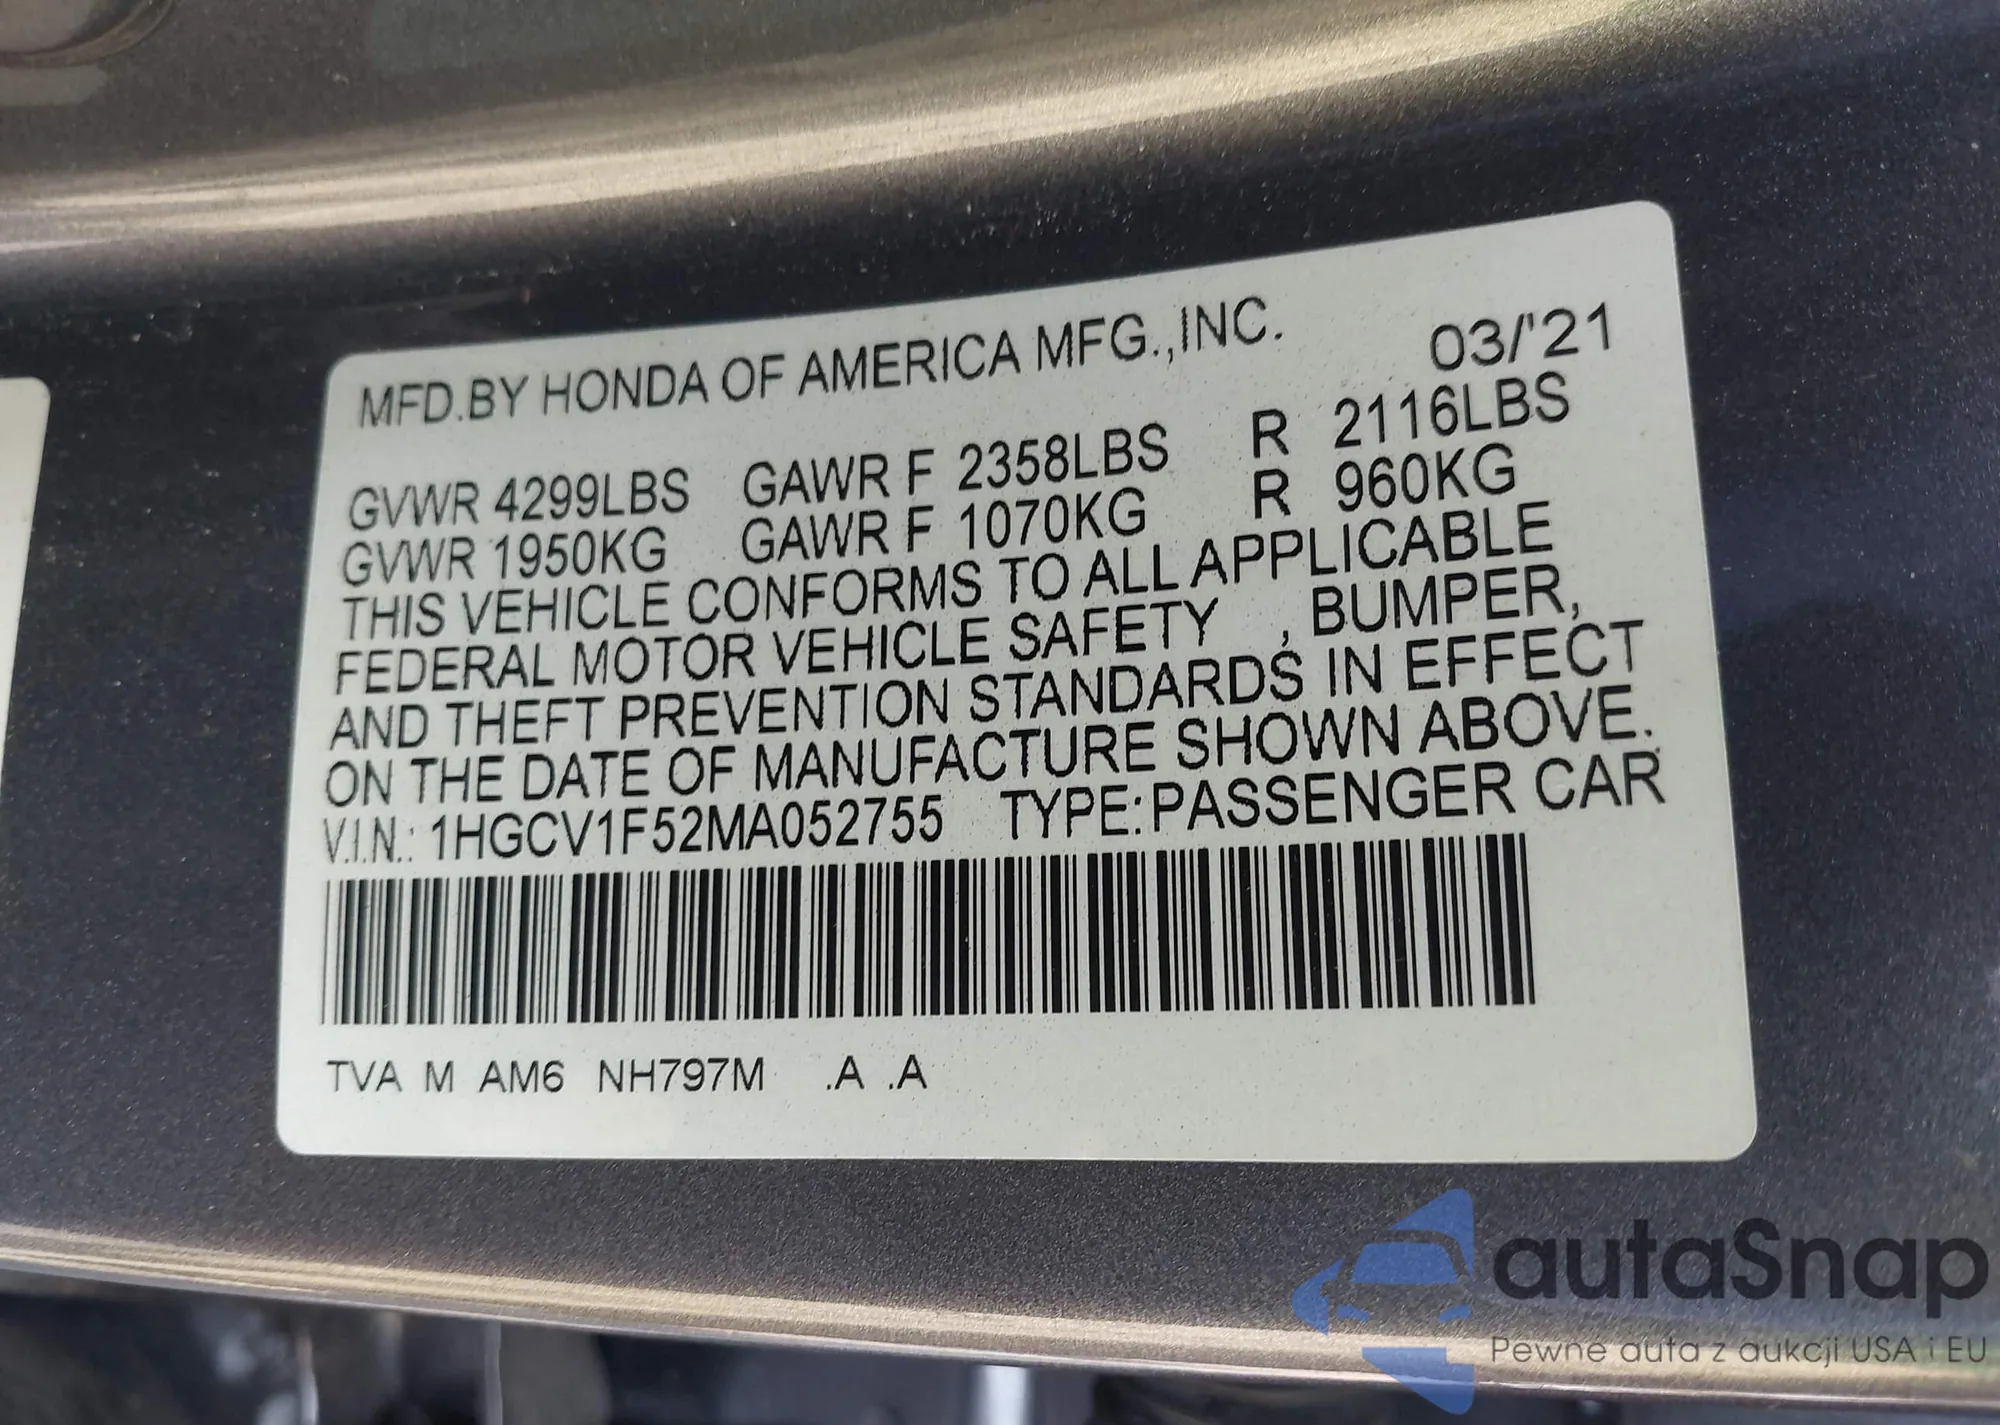 MFD.BY HONDA OF AMERICA MFG.,INC. 03/'21
GVWR 4299LBS GAWR F 2358LBS R 2116LBS
GVWR 1950KG GAWR F 1070KG R 960KG
THIS VEHICLE CONFORMS TO ALL APPLICABLE
FEDERAL MOTOR VEHICLE SAFETY , BUMPER,
AND THEFT PREVENTION STANDARDS IN EFFECT
ON THE DATE OF MANUFACTURE SHOWN ABOVE.
V.I.N.: 1HGCV1F52MA052755 TYPE:PASSENGER CAR
TVA M AM6 NH797M .A .A
autaSnap
Pewne auta z aukcji USA i EU